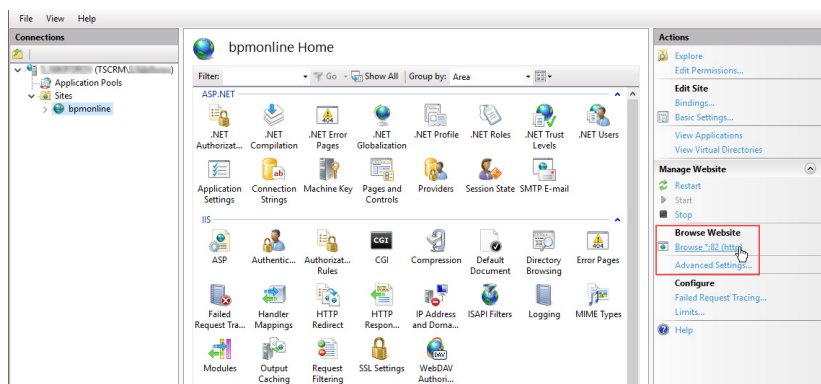 File View Help
Connections
(TSCRM\
Application Pools
Sites
bpmonline
bpmonline Home
Filter:
Go
Show All
Group by: Area
ASP.NET
.NET Authorizat...
.NET Compilation
.NET Error Pages
.NET Globalization
.NET Profile
.NET Roles
.NET Trust Levels
.NET Users
Application Settings
Connection Strings
Machine Key
Pages and Controls
Providers
Session State
SMTP E-mail
IIS
ASP
Authentic...
Authorizat... Rules
CGI
Compression
Default Document
Directory Browsing
Error Pages
Failed Request Tra...
Handler Mappings
HTTP Redirect
HTTP Respon...
IP Address and Doma...
ISAPI Filters
Logging
MIME Types
Modules
Output Caching
Request Filtering
SSL Settings
WebDAV Authori...
Actions
Explore
Edit Permissions...
Edit Site
Bindings...
Basic Settings...
View Applications
View Virtual Directories
Manage Website
Restart
Start
Stop
Browse Website
Browse *:82 (http)
Advanced Settings...
Configure
Failed Request Tracing...
Limits...
Help